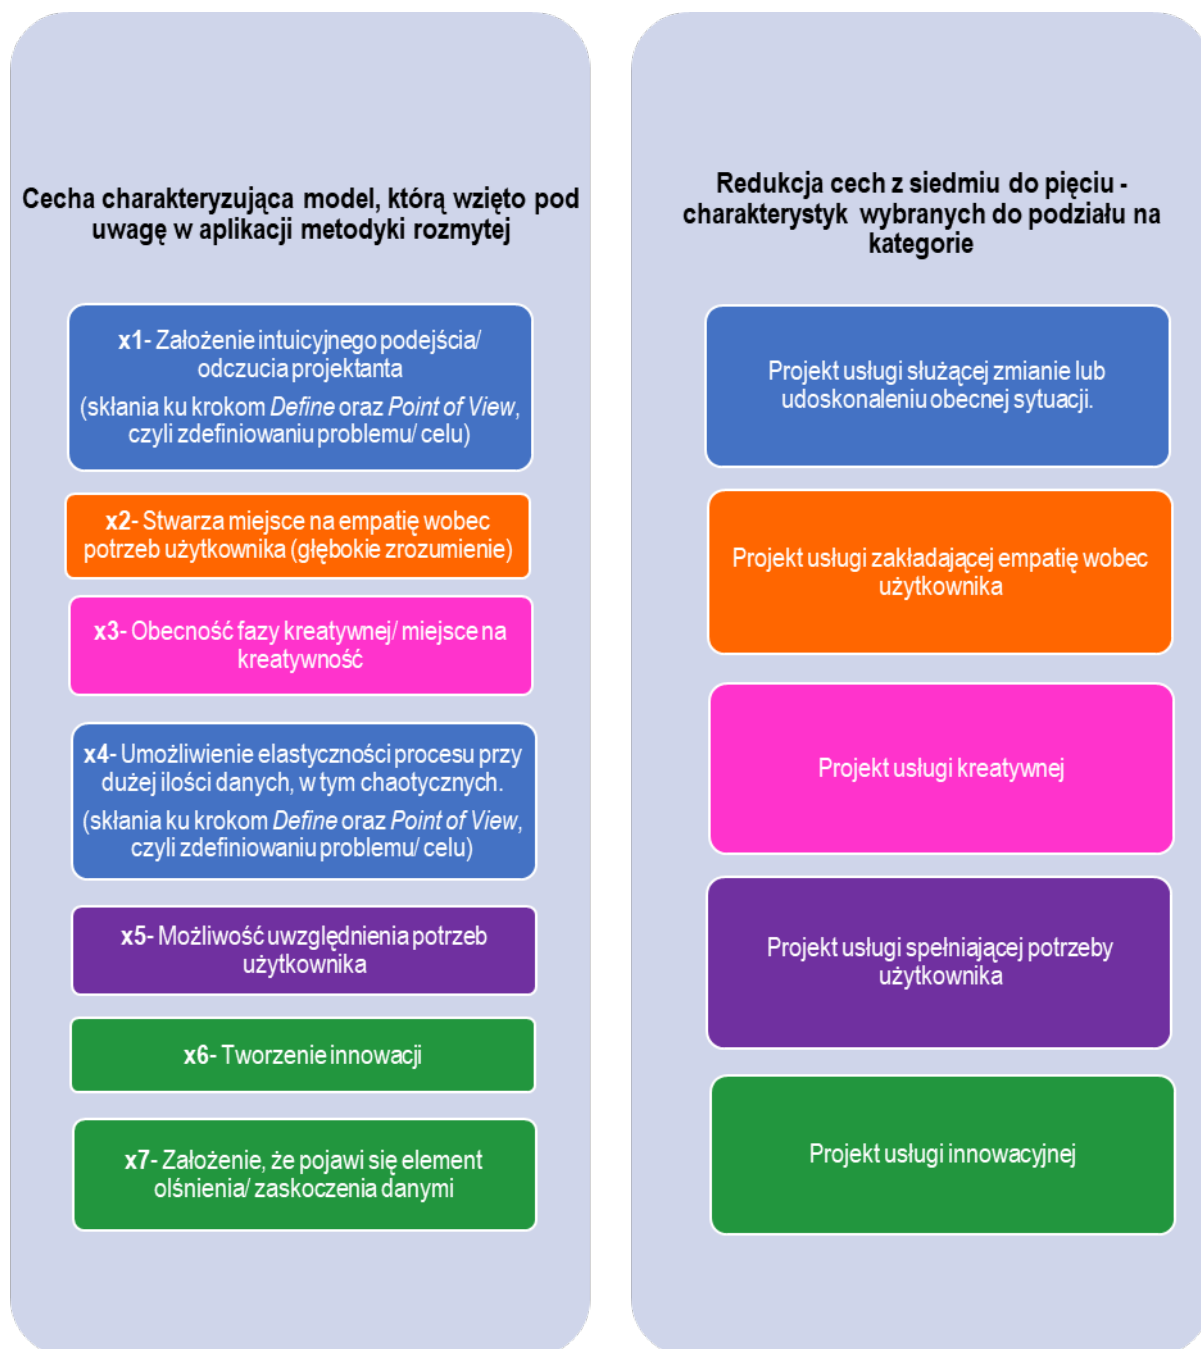 Cecha charakteryzująca model, którą wzięto pod
uwagę w aplikacji metodyki rozmytej
x1- Założenie intuicyjnego podejścia/
odczucia projektanta
(skłania ku krokom Define oraz Point of View,
czyli zdefiniowaniu problemu/ celu)
x2- Stwarza miejsce na empatię wobec
potrzeb użytkownika (głębokie zrozumienie)
x3- Obecność fazy kreatywnej/ miejsce na
kreatywność
x4- Umożliwienie elastyczności procesu przy
dużej ilości danych, w tym chaotycznych.
(skłania ku krokom Define oraz Point of View,
czyli zdefiniowaniu problemu/ celu)
x5- Możliwość uwzględnienia potrzeb
użytkownika
x6- Tworzenie innowacji
x7- Założenie, że pojawi się element
olśnienia/ zaskoczenia danymi
Redukcja cech z siedmiu do pięciu -
charakterystyk wybranych do podziału na
kategorie
Projekt usługi służącej zmianie lub
udoskonaleniu obecnej sytuacji.
Projekt usługi zakładającej empatię wobec
użytkownika
Projekt usługi kreatywnej
Projekt usługi spełniającej potrzeby
użytkownika
Projekt usługi innowacyjnej